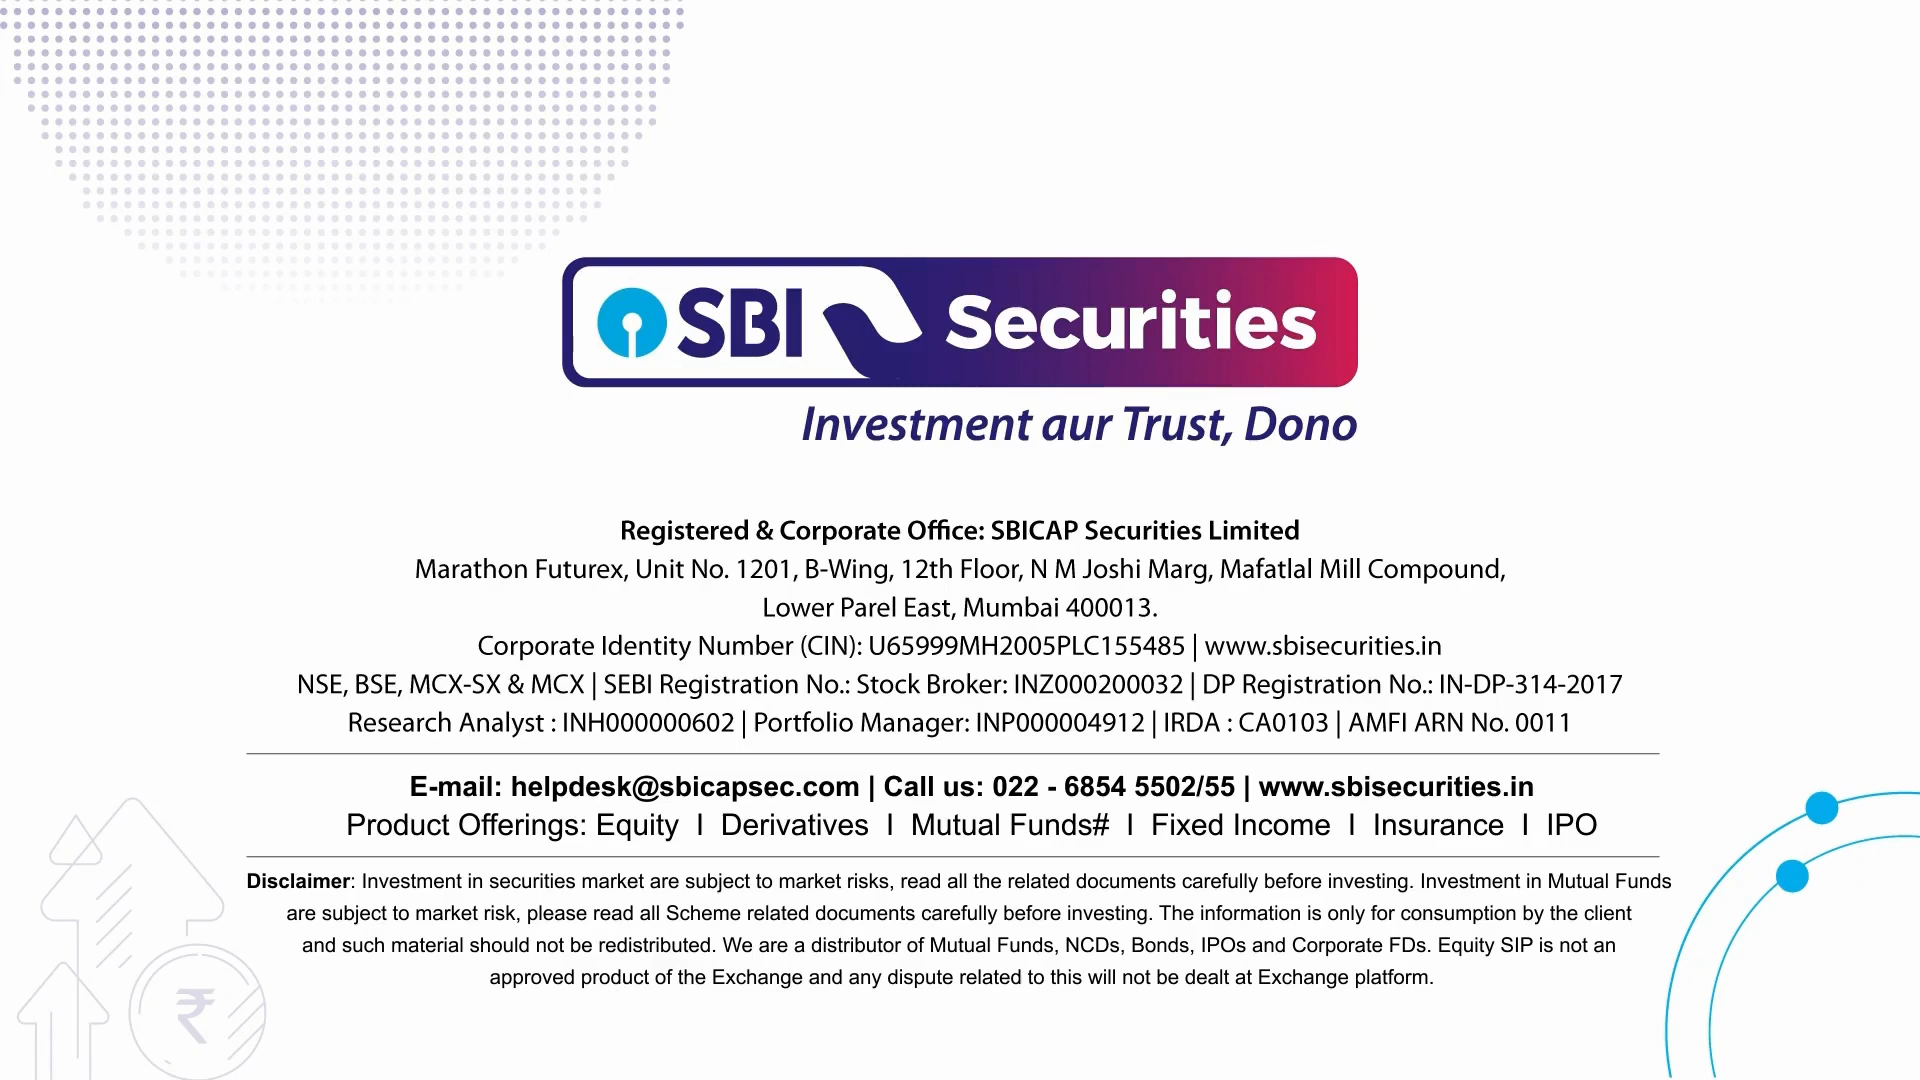 SBI Securities
Investment aur Trust, Dono
Registered & Corporate Office: SBICAP Securities Limited
Marathon Futurex, Unit No. 1201, B-Wing, 12th Floor, N M Joshi Marg, Mafatlal Mill Compound,
Lower Parel East, Mumbai 400013.
Corporate Identity Number (CIN): U65999MH2005PLC155485 | www.sbisecurities.in
NSE, BSE, MCX-SX & MCX | SEBI Registration No.: Stock Broker: INZ000200032 | DP Registration No.: IN-DP-314-2017
Research Analyst : INH000000602 | Portfolio Manager: INP000004912 | IRDA : CA0103 | AMFI ARN No. 0011
E-mail: helpdesk@sbicapsec.com | Call us: 022 - 6854 5502/55 | www.sbisecurities.in
Product Offerings: Equity I Derivatives I Mutual Funds# I Fixed Income I Insurance I IPO
Disclaimer: Investment in securities market are subject to market risks, read all the related documents carefully before investing. Investment in Mutual Funds
are subject to market risk, please read all Scheme related documents carefully before investing. The information is only for consumption by the client
and such material should not be redistributed. We are a distributor of Mutual Funds, NCDs, Bonds, IPOs and Corporate FDs. Equity SIP is not an
approved product of the Exchange and any dispute related to this will not be dealt at Exchange platform.
₹